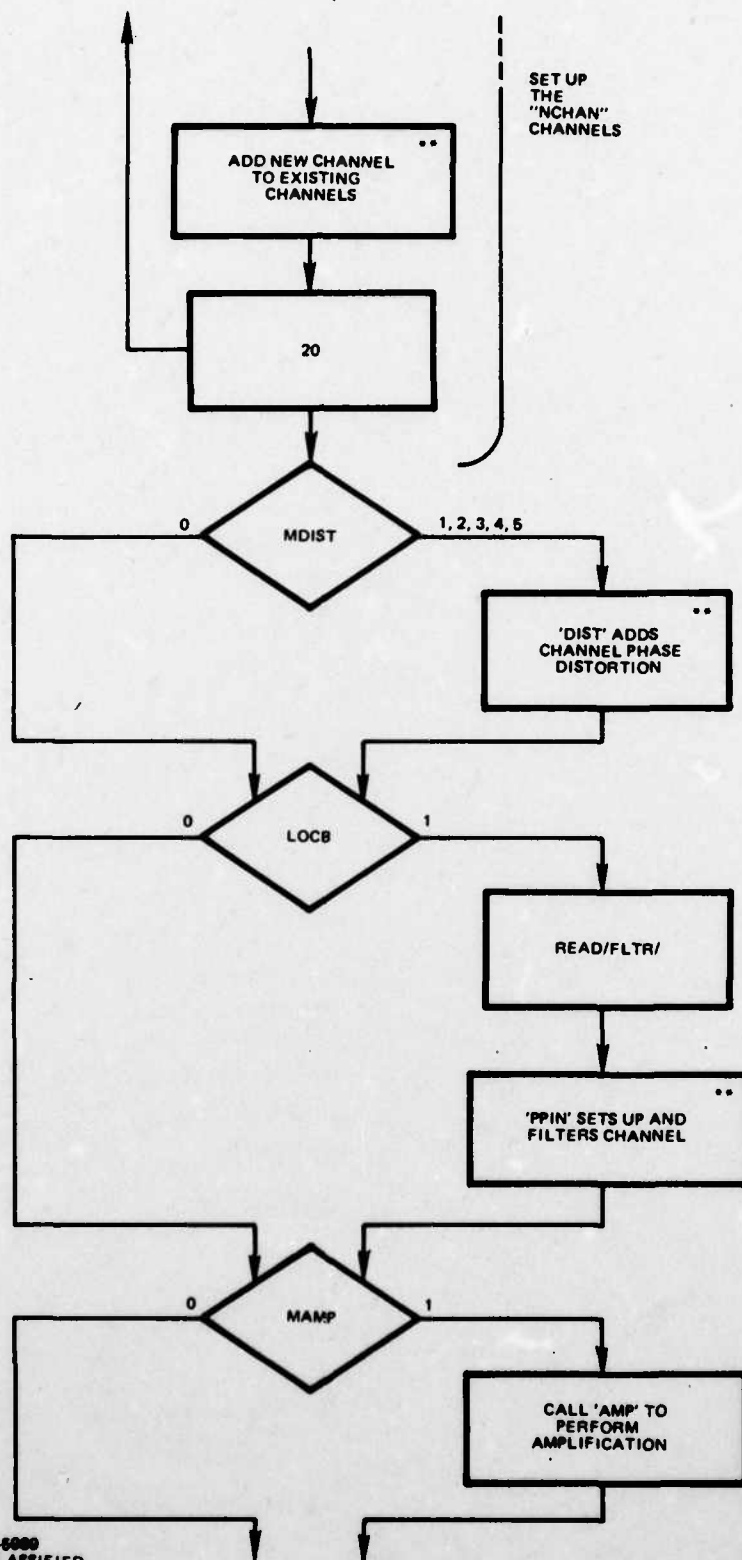 SET UP
THE
"NCHAN"
CHANNELS
**
ADD NEW CHANNEL
TO EXISTING
CHANNELS
20
0
MDIST
1, 2, 3, 4, 5
**
'DIST' ADDS
CHANNEL PHASE
DISTORTION
0
LOCB
1
READ/FLTR/
**
'PPIN' SETS UP AND
FILTERS CHANNEL
0
MAMP
1
CALL 'AMP' TO
PERFORM
AMPLIFICATION